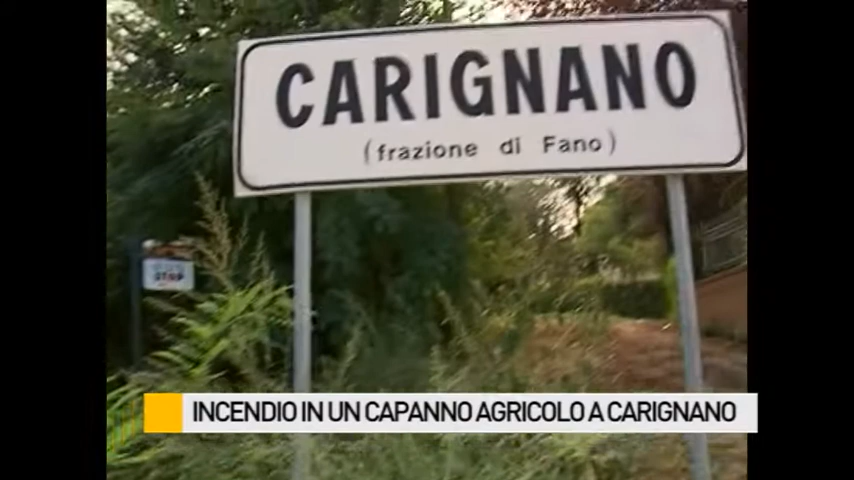 CARIGNANO
(frazione di Fano)
STOP
INCENDIO IN UN CAPANNO AGRICOLO A CARIGNANO